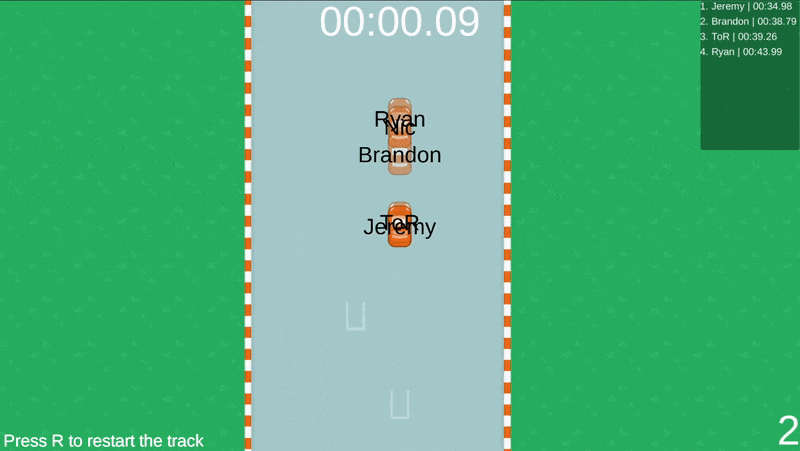 00:00.09
1. Jeremy | 00:34.98
2. Brandon | 00:38.79
3. ToR | 00:39.26
4. Ryan | 00:43.99
Ryan
Nic
Brandon
ToR
Jeremy
Press R to restart the track
2